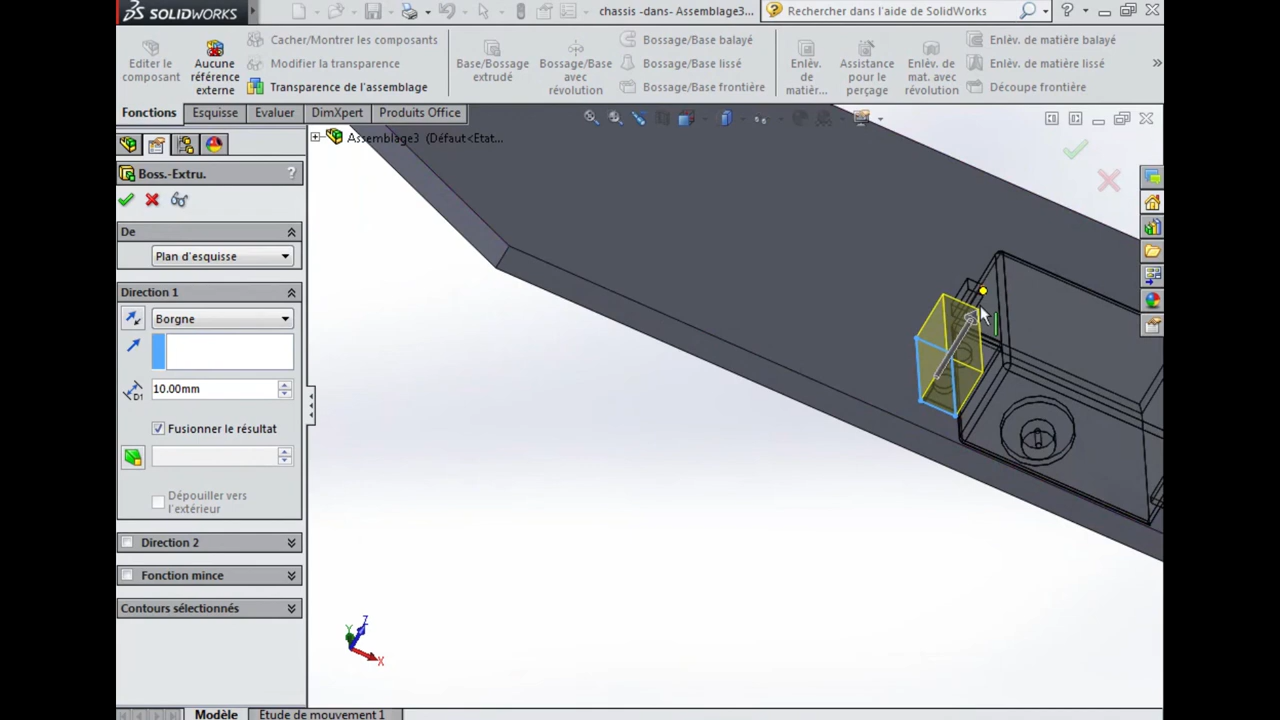 SOLIDWORKS
chassis -dans- Assemblage3...
Rechercher dans l'aide de SolidWorks
?
Editer le composant
Aucune référence externe
Cacher/Montrer les composants
Modifier la transparence
Transparence de l'assemblage
Base/Bossage extrudé
Bossage/Base avec révolution
Bossage/Base balayé
Bossage/Base lissé
Bossage/Base frontière
Enlèv. de matièr...
Assistance pour le perçage
Enlèv. de mat. avec révolution
Enlèv. de matière balayé
Enlèv. de matière lissé
Découpe frontière
Fonctions
Esquisse
Evaluer
DimXpert
Produits Office
Assemblage3 (Défaut<Etat...
Boss.-Extru.
?
De
Plan d'esquisse
Direction 1
Borgne
D1
10.00mm
Fusionner le résultat
Dépouiller vers
l'extérieur
Direction 2
Fonction mince
Contours sélectionnés
Z
Y
X
Modèle
Etude de mouvement 1